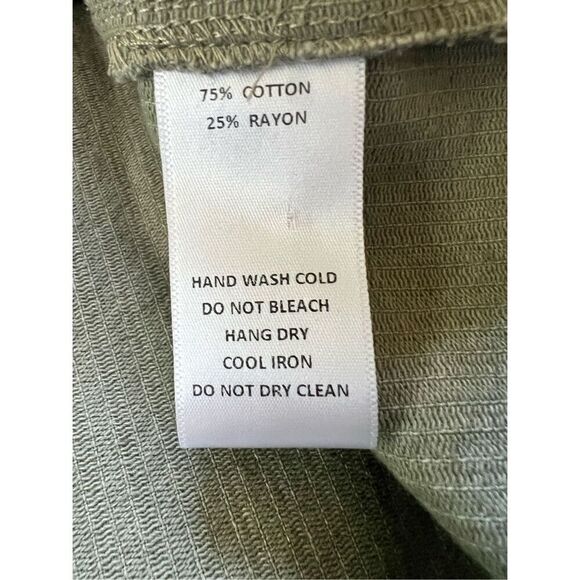 75% COTTON
25% RAYON
HAND WASH COLD
DO NOT BLEACH
HANG DRY
COOL IRON
DO NOT DRY CLEAN